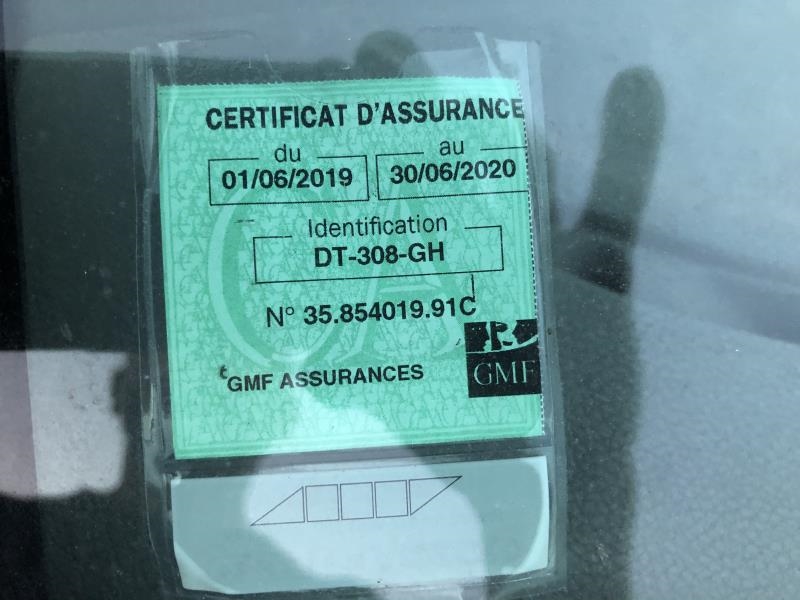 CERTIFICAT D'ASSURANCE
du au
01/06/2019 30/06/2020
Identification
DT-308-GH
N° 35.854019.91C
GMF ASSURANCES
GMF